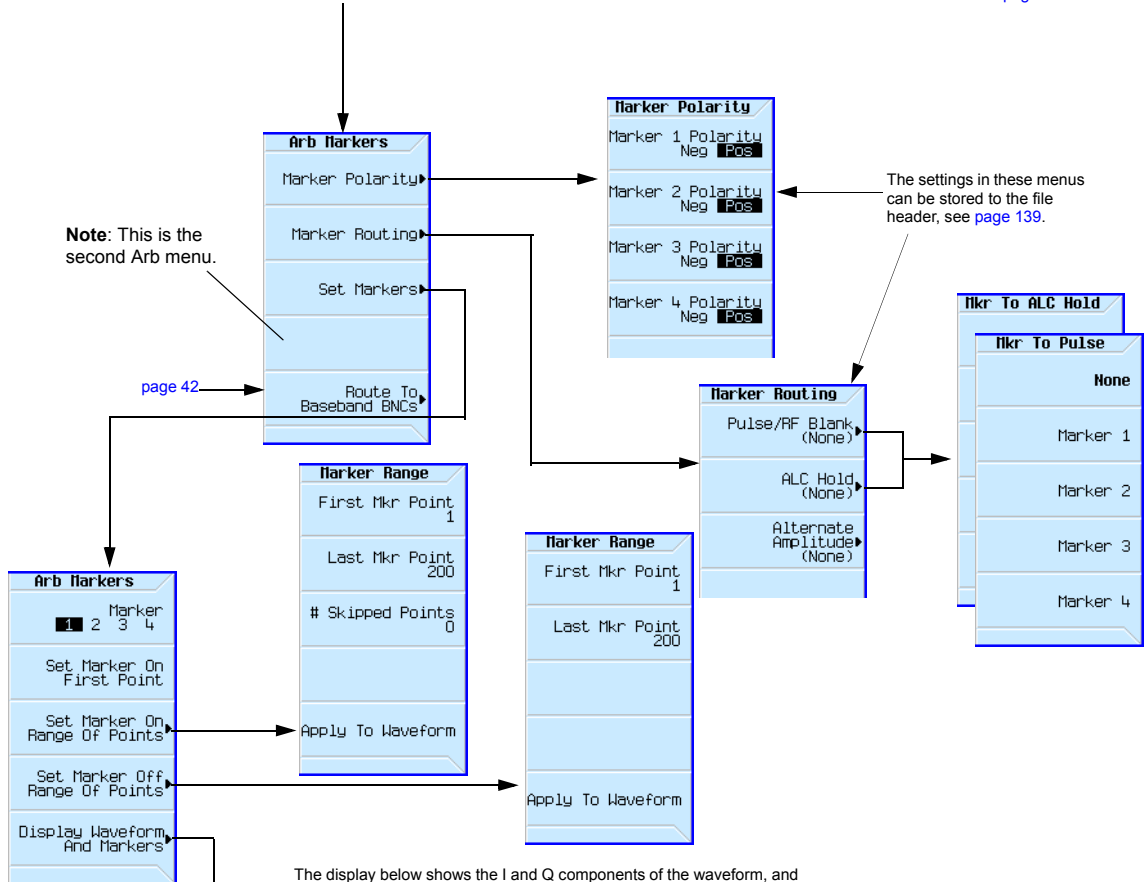 Arb Markers
Marker Polarity
Marker Routing
Set Markers
Route To
Baseband BNCs
Note: This is the
second Arb menu.
page 42
Marker Polarity
Marker 1 Polarity
Neg Pos
Marker 2 Polarity
Neg Pos
Marker 3 Polarity
Neg Pos
Marker 4 Polarity
Neg Pos
The settings in these menus
can be stored to the file
header, see page 139.
Marker Routing
Pulse/RF Blank
(None)
ALC Hold
(None)
Alternate
Amplitude
(None)
Mkr To ALC Hold
Mkr To Pulse
None
Marker 1
Marker 2
Marker 3
Marker 4
Arb Markers
Marker
1 2 3 4
Set Marker On
First Point
Set Marker On
Range Of Points
Set Marker Off
Range Of Points
Display Waveform
And Markers
Marker Range
First Mkr Point
1
Last Mkr Point
200
# Skipped Points
0
Apply To Waveform
Marker Range
First Mkr Point
1
Last Mkr Point
200
Apply To Waveform
The display below shows the I and Q components of the waveform, and